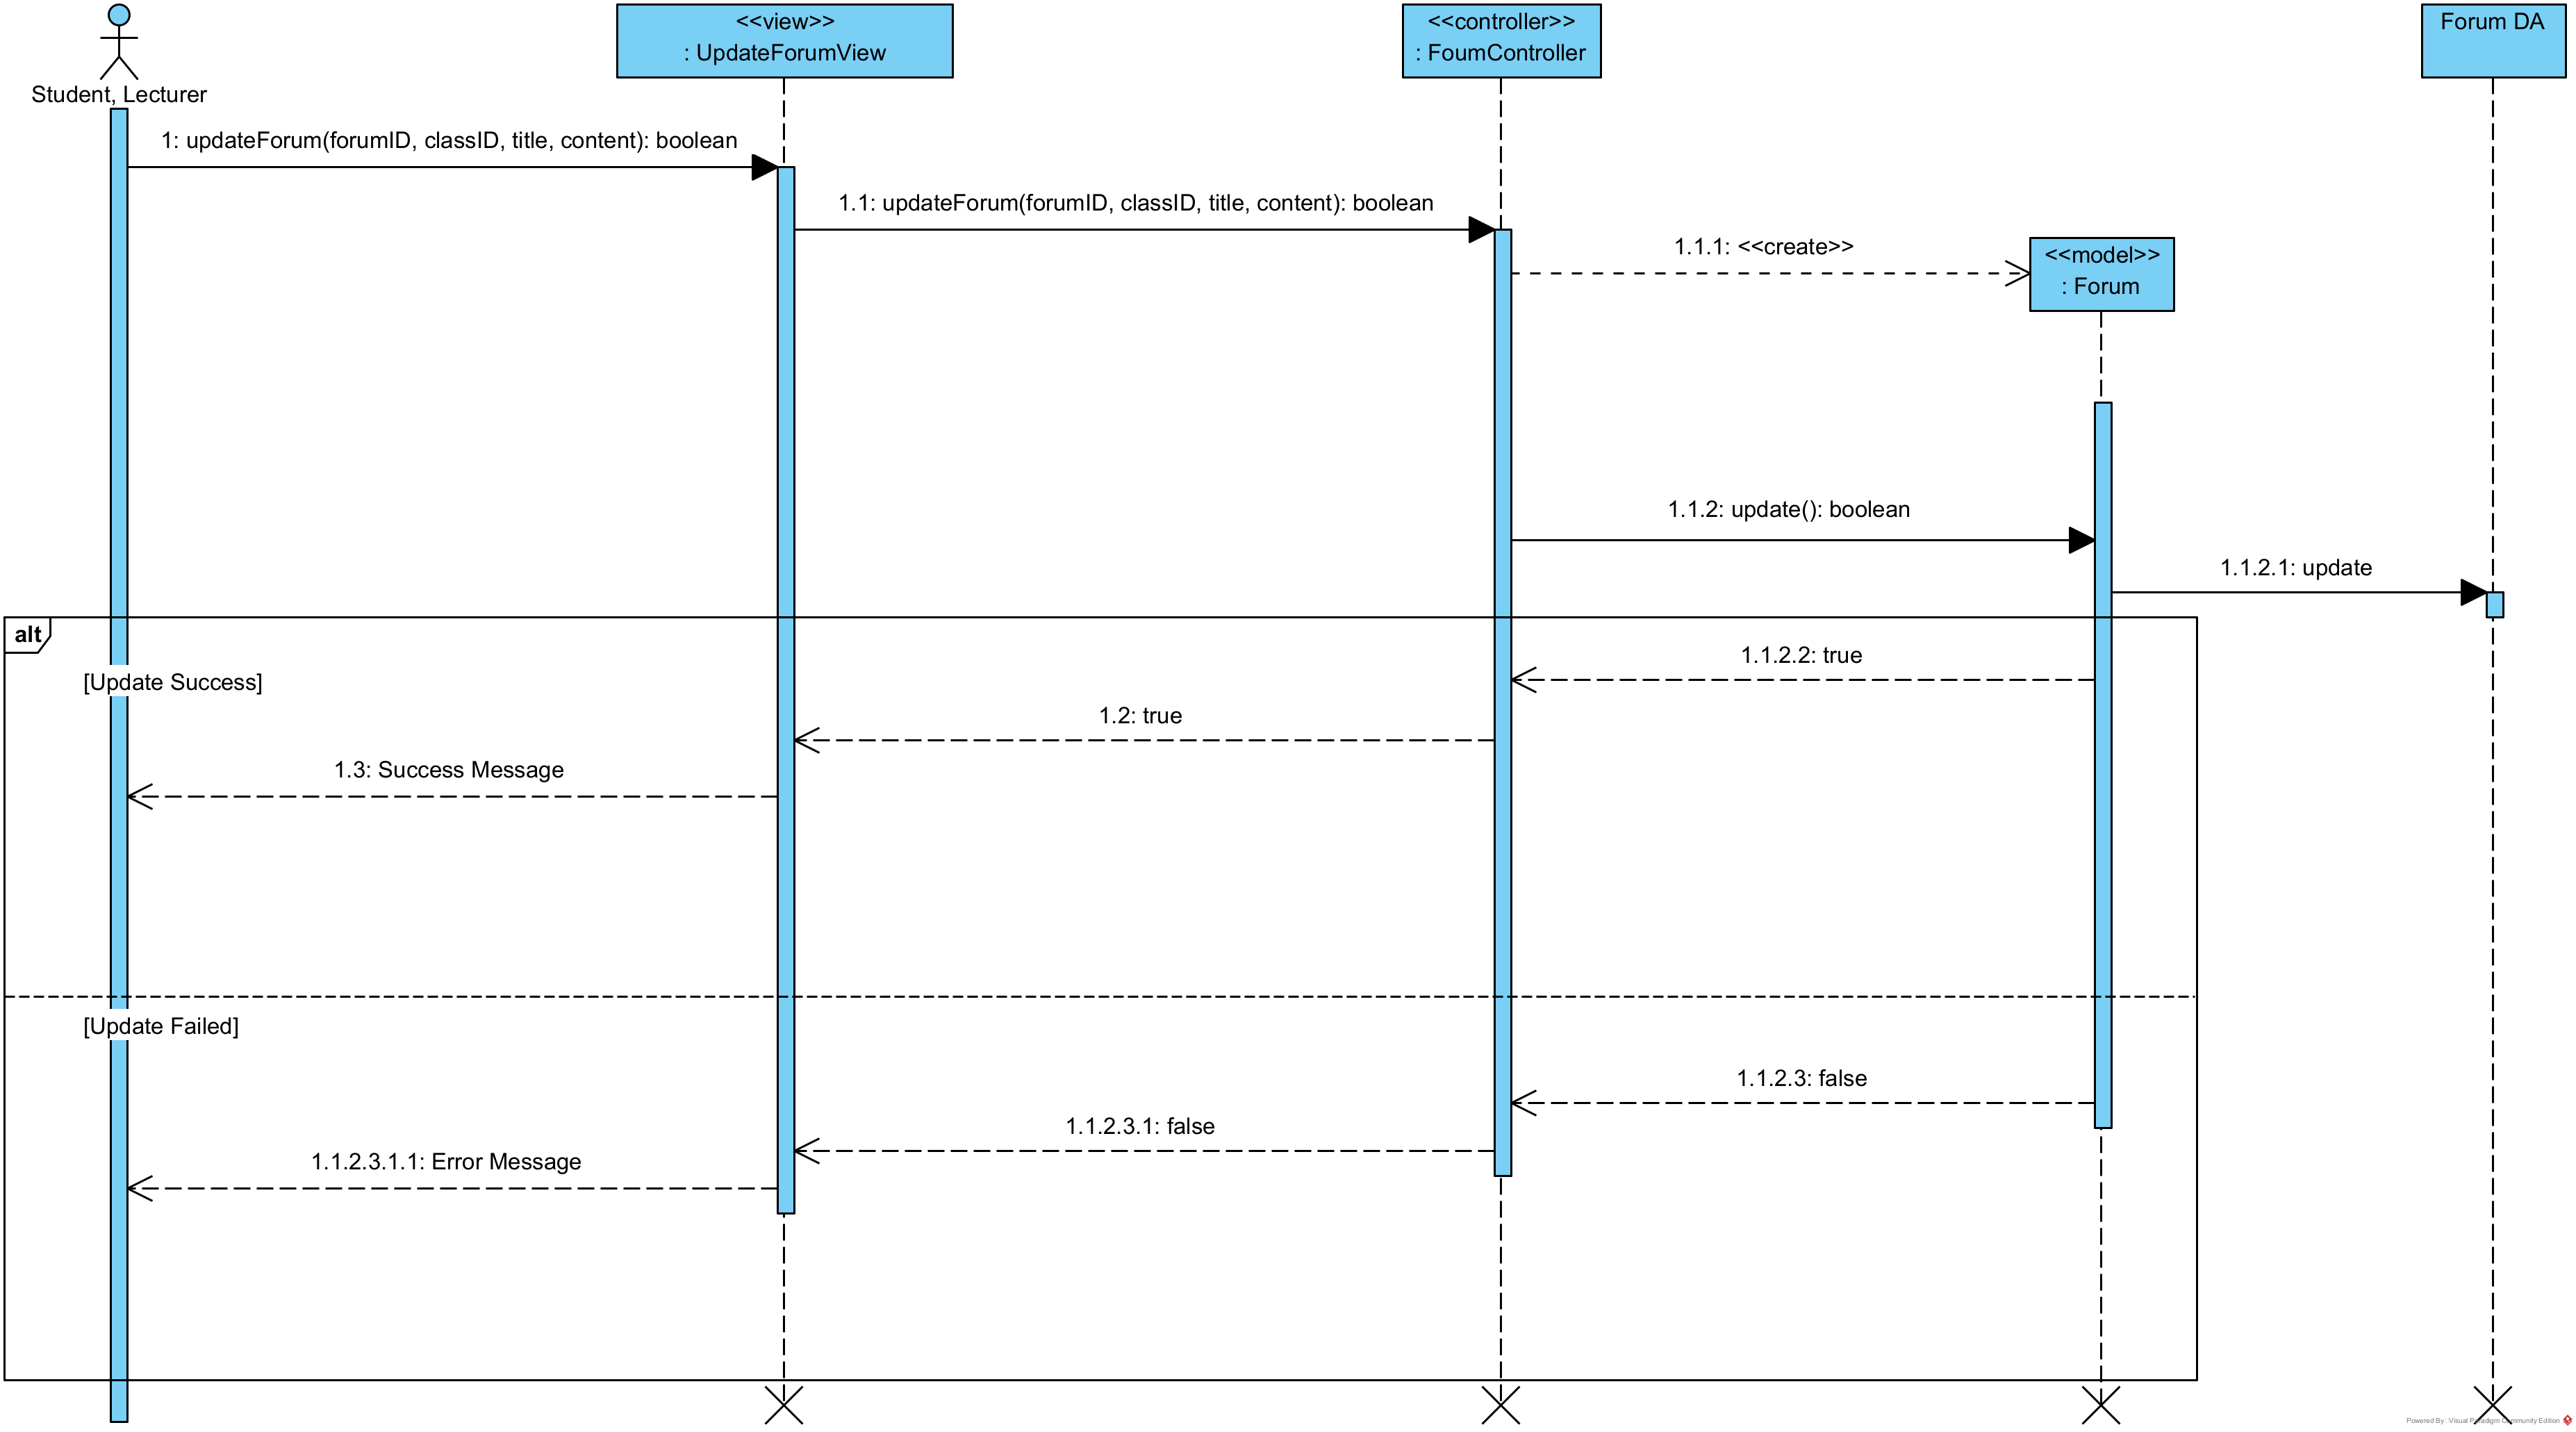 <<view>>
: UpdateForumView
<<controller>>
: FoumController
Forum DA
Student, Lecturer
1: updateForum(forumID, classID, title, content): boolean
1.1: updateForum(forumID, classID, title, content): boolean
1.1.1: <<create>>
<<model>>
: Forum
1.1.2: update(): boolean
1.1.2.1: update
alt
[Update Success]
1.1.2.2: true
1.2: true
1.3: Success Message
[Update Failed]
1.1.2.3: false
1.1.2.3.1: false
1.1.2.3.1.1: Error Message
Powered By: Visual Paradigm Community Edition